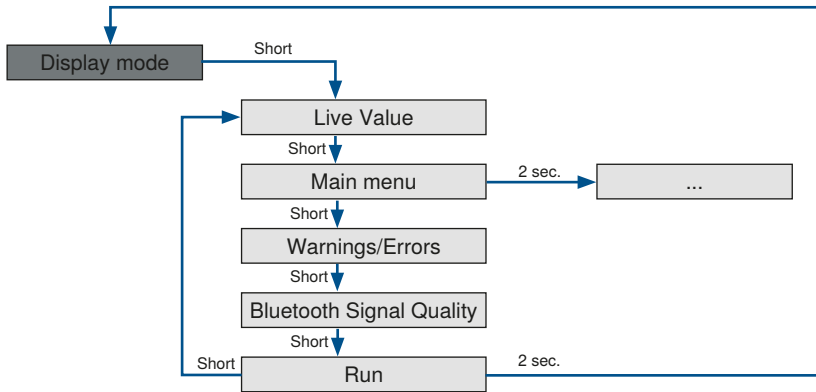 Short
Display mode
Live Value
Short
Main menu
2 sec.
...
Short
Warnings/Errors
Short
Bluetooth Signal Quality
Short
Short
Run
2 sec.